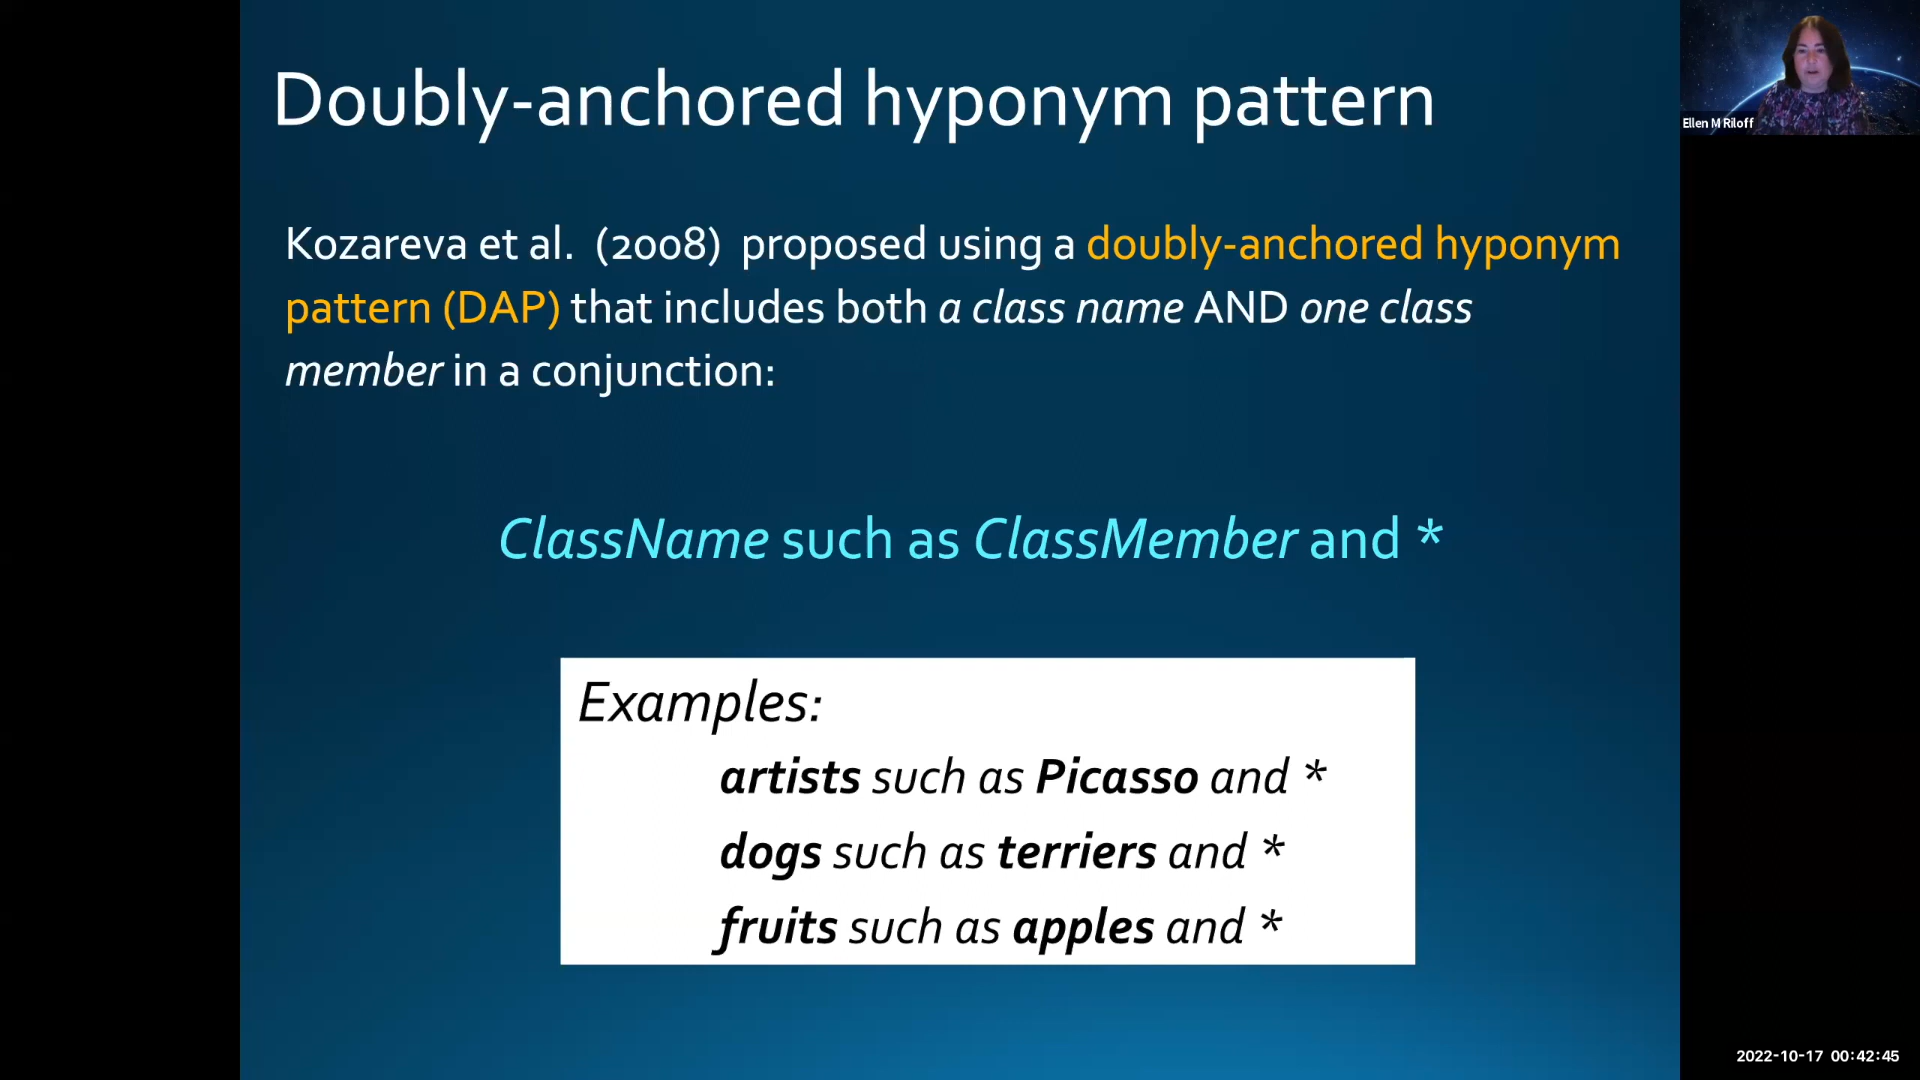 Doubly-anchored hyponym pattern
Ellen M Riloff
Kozareva et al. (2008) proposed using a doubly-anchored hyponym
pattern (DAP) that includes both a class name AND one class
member in a conjunction:
ClassName such as ClassMember and *
Examples:
artists such as Picasso and *
dogs such as terriers and *
fruits such as apples and *
2022-10-17 00:42:45